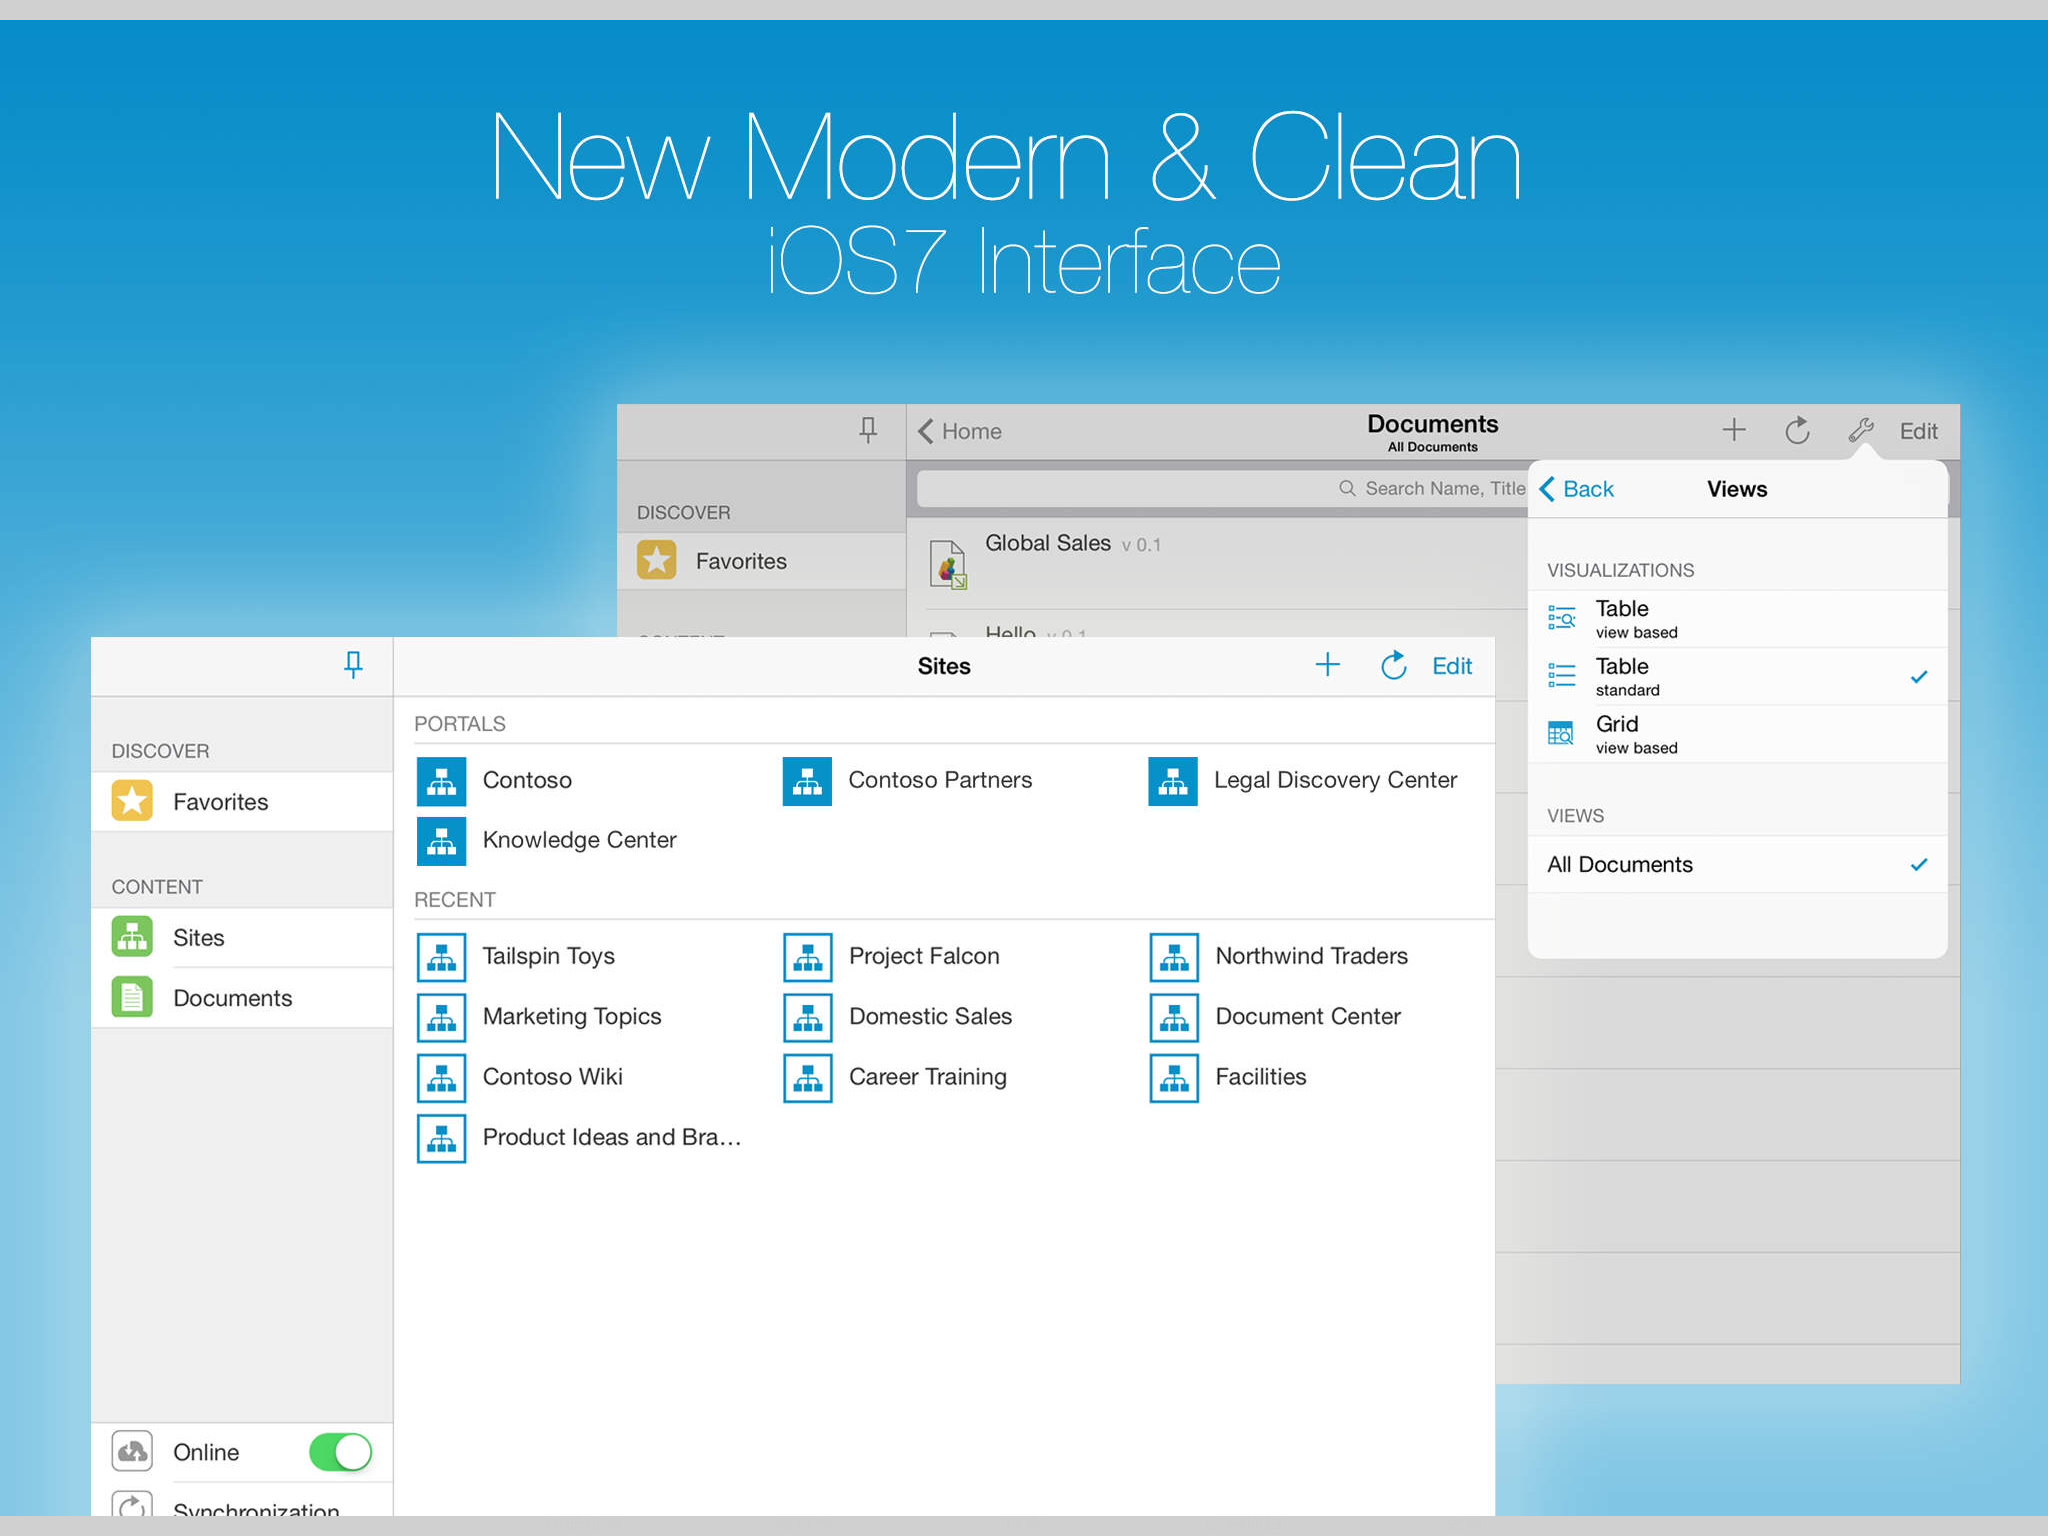 New Modern & Clean
iOS7 Interface
Home
Documents
All Documents
Edit
Search Name, Title
DISCOVER
Favorites
Global Sales v 0.1
Hello v 0.1
CONTENT
Back
Views
VISUALIZATIONS
Table
view based
Table
standard
Grid
view based
VIEWS
All Documents
Sites
Edit
DISCOVER
Favorites
CONTENT
Sites
Documents
Online
Synchronization
PORTALS
Contoso
Contoso Partners
Legal Discovery Center
Knowledge Center
RECENT
Tailspin Toys
Project Falcon
Northwind Traders
Marketing Topics
Domestic Sales
Document Center
Contoso Wiki
Career Training
Facilities
Product Ideas and Bra...